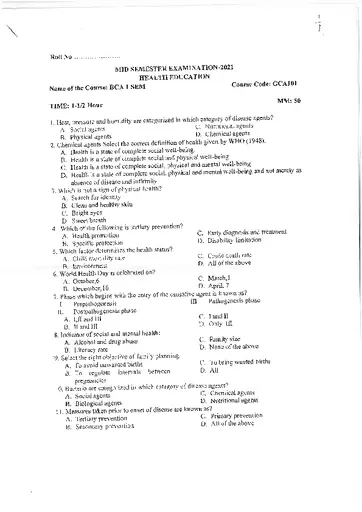 Roll No ....................
MID SEMESTER EXAMINATION-2021
HEALTH EDUCATION
Name of the Course: BCA I SEM
Course Code: GCA101
TIME: 1-1/2 Hour
MM: 50
1. Heat, pressure and humidity are categorized in which category of disease agents?
A. Social agents
C. Nutritional agents
B. Physical agents
D. Chemical agents
2. Chemical agents Select the correct definition of health given by WHO (1948).
A. Health is a state of complete social well-being.
B. Health is a state of complete social and physical well-being
C. Health is a state of complete social, physical and mental well-being
D. Health is a state of complete social, physical and mental well-being and not merely as
absence of disease and infirmity
3. Which is not a sign of physical health?
A. Search for identity
B. Clean and healthy skin
C. Bright eyes
D. Sweet breath
4. Which of the following is tertiary prevention?
A. Health promotion
C. Early diagnosis and treatment
B. Specific protection
D. Disability limitation
5. Which factor determines the health status?
A. Child mortality rate
C. Crude death rate
B. Environment
D. All of the above
6. World Health Day is celebrated on?
A. October,6
C. March,1
B. December,10
D. April, 7
7. Phase which begins with the entry of the causative agent is known as?
I. Prepathogenesis
III. Pathogenesis phase
II. Postpathogenesis phase
A. I,II and III
C. I and II
B. II and III
D. Only III
8. Indicator of social and mental health:
A. Alcohol and drug abuse
C. Family size
B. Literacy rate
D. None of the above
9. Select the right objective of family planning.
A. To avoid unwanted births
C. To being wanted births
B. To regulate intervals between
D. All
pregnancies
10. Bacteria are categorized in which category of disease agent?
A. Social agents
C. Chemical agents
B. Biological agents
D. Nutritional agents
11. Measures taken prior to onset of disease are known as?
A. Tertiary prevention
C. Primary prevention
B. Secondary prevention
D. All of the above